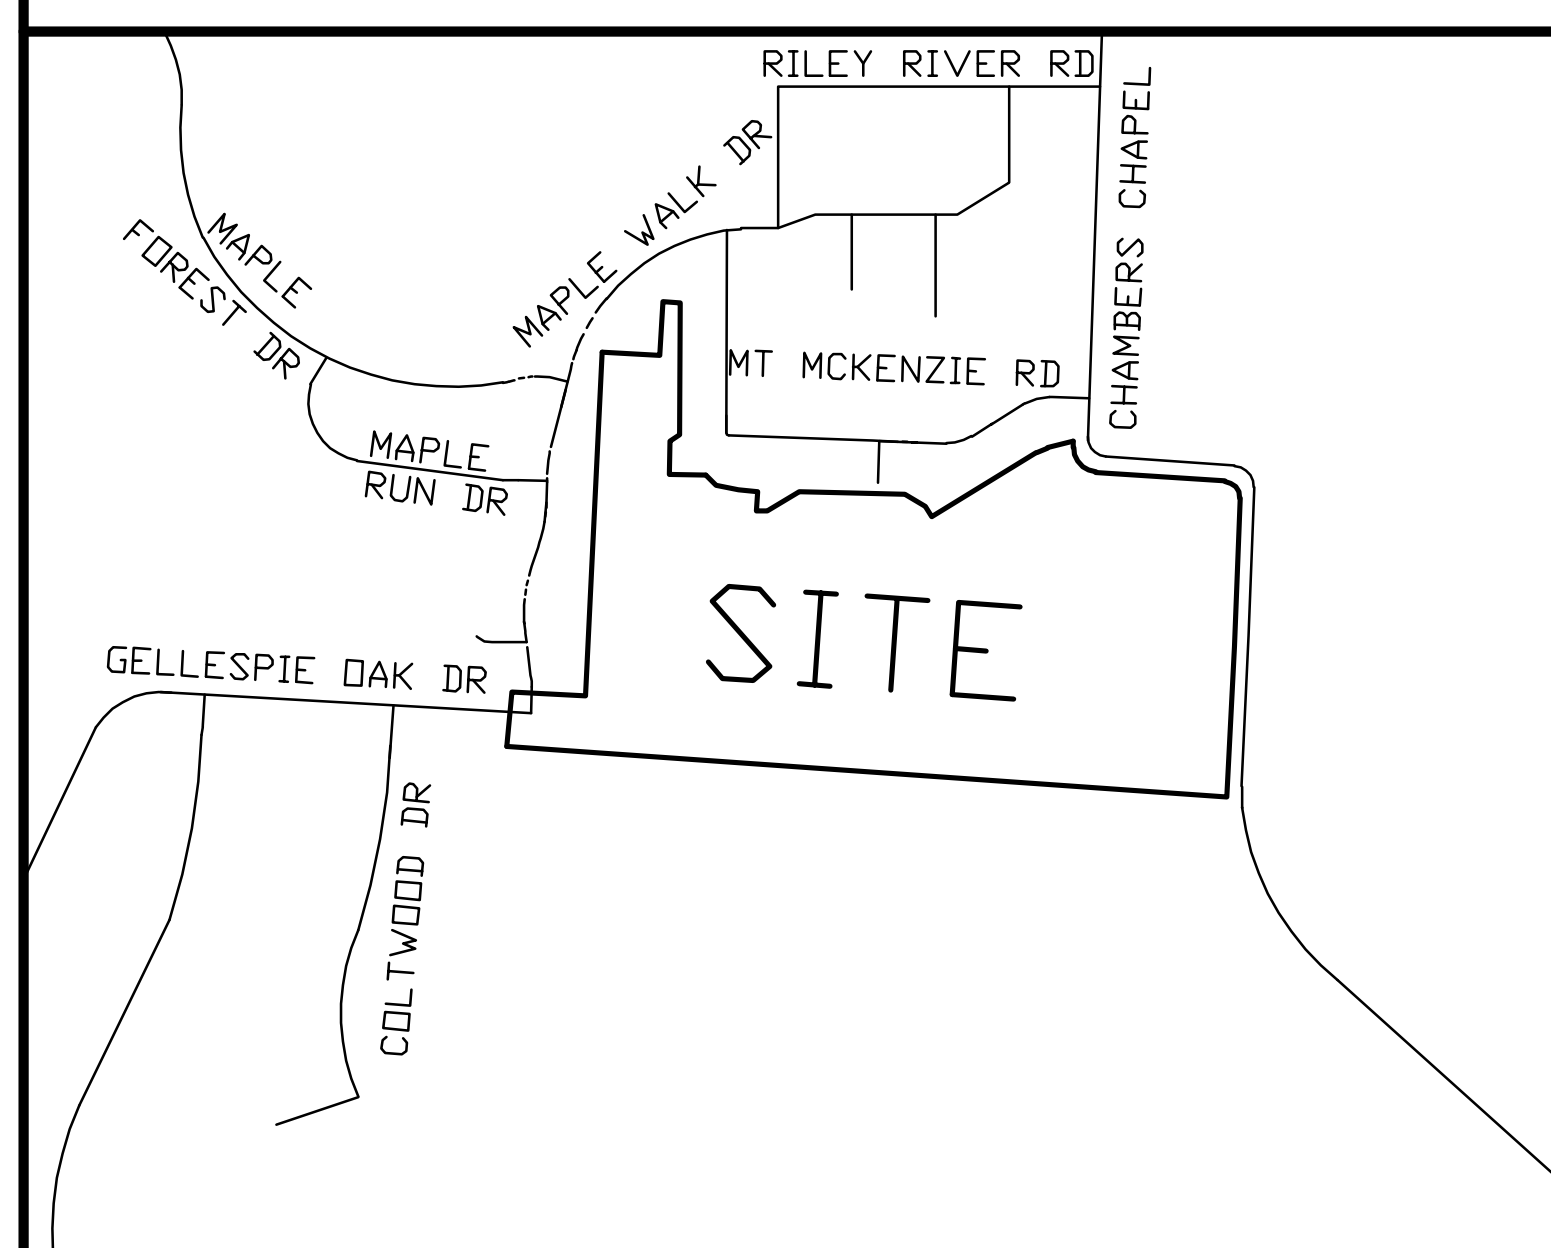 RILEY RIVER RD
CHAMBERS CHAPEL
MAPLE WALK DR
MAPLE
FOREST DR
MT MCKENZIE RD
MAPLE
RUN DR
SITE
GELLESPIE OAK DR
COLTWOOD DR